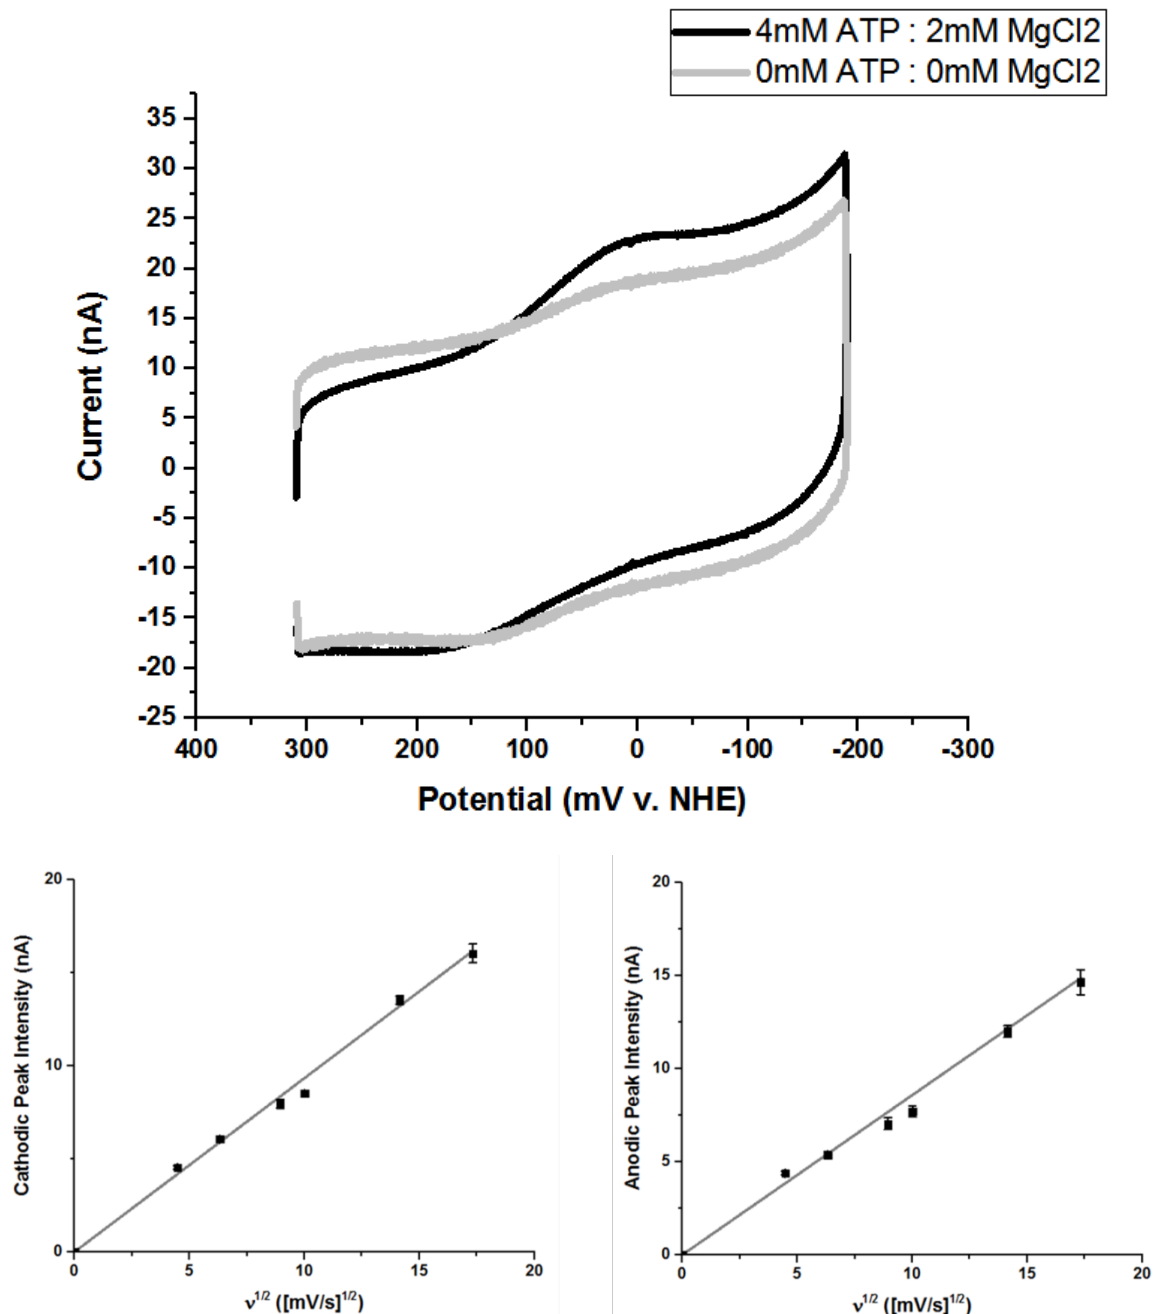 4mM ATP : 2mM MgCl2
0mM ATP : 0mM MgCl2
35
30
25
20
15
10
5
0
-5
-10
-15
-20
-25
Current (nA)
400 300 200 100 0 -100 -200 -300
Potential (mV v. NHE)
20
10
0
Cathodic Peak Intensity (nA)
0 5 10 15 20
ν1/2 ([mV/s]1/2)
20
15
10
5
0
Anodic Peak Intensity (nA)
0 5 10 15 20
ν1/2 ([mV/s]1/2)